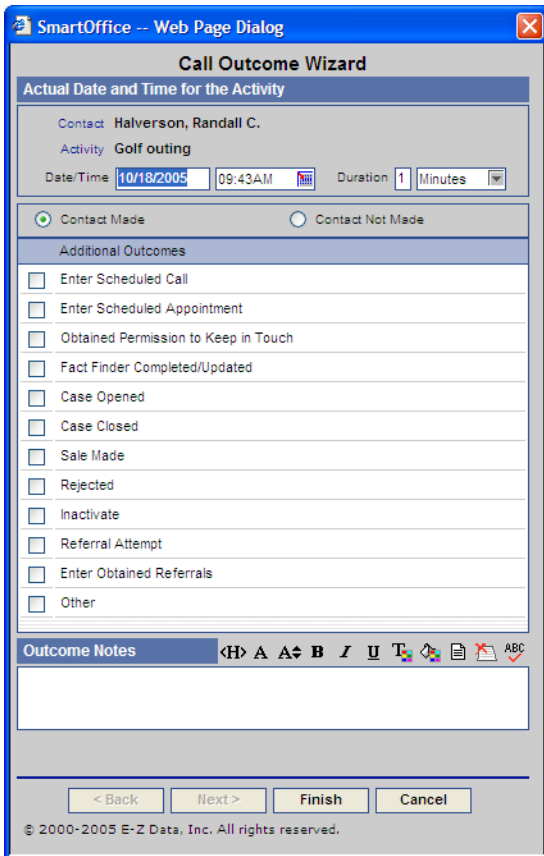 SmartOffice -- Web Page Dialog
Call Outcome Wizard
Actual Date and Time for the Activity
Contact Halverson, Randall C.
Activity Golf outing
Date/Time 10/18/2005 09:43AM Duration 1 Minutes
Contact Made Contact Not Made
Additional Outcomes
Enter Scheduled Call
Enter Scheduled Appointment
Obtained Permission to Keep in Touch
Fact Finder Completed/Updated
Case Opened
Case Closed
Sale Made
Rejected
Inactivate
Referral Attempt
Enter Obtained Referrals
Other
Outcome Notes <H> A A B I U T ABC
< Back Next > Finish Cancel
© 2000-2005 E-Z Data, Inc. All rights reserved.